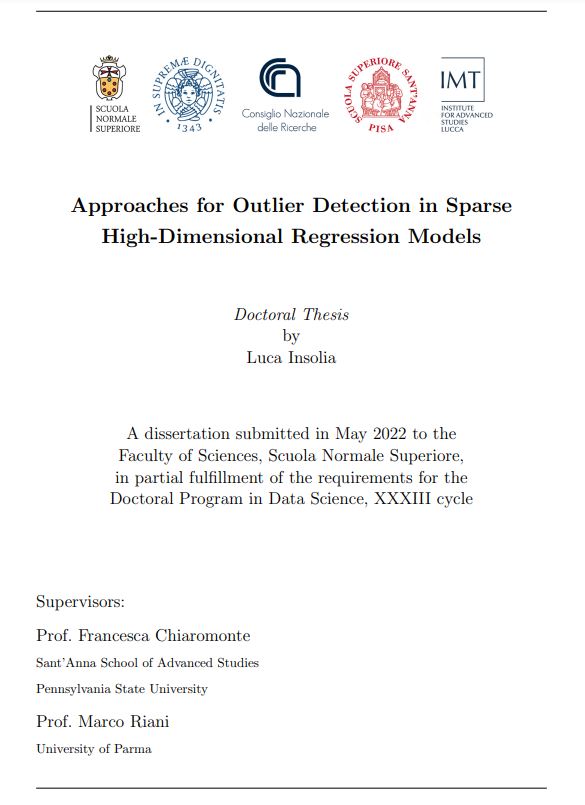 SCUOLA
NORMALE
SUPERIORE
IN SUPREMÆ DIGNITATIS
• 1343 •
Consiglio Nazionale
delle Ricerche
SCUOLA SUPERIORE SANT'ANNA
PISA
IMT
INSTITUTE
FOR ADVANCED
STUDIES
LUCCA
Approaches for Outlier Detection in Sparse
High-Dimensional Regression Models
Doctoral Thesis
by
Luca Insolia
A dissertation submitted in May 2022 to the
Faculty of Sciences, Scuola Normale Superiore,
in partial fulfillment of the requirements for the
Doctoral Program in Data Science, XXXIII cycle
Supervisors:
Prof. Francesca Chiaromonte
Sant'Anna School of Advanced Studies
Pennsylvania State University
Prof. Marco Riani
University of Parma